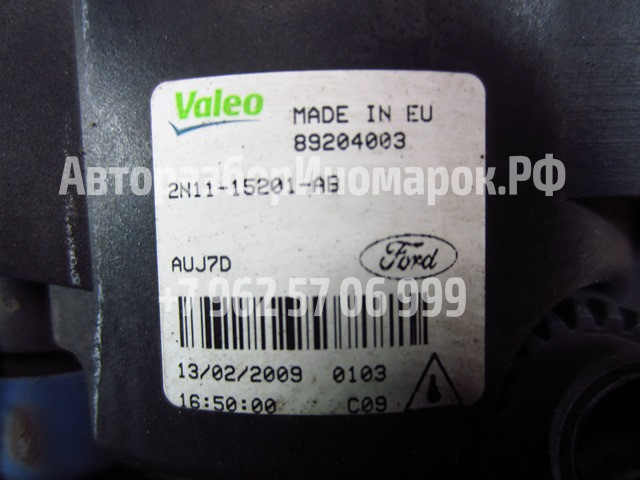 Valeo
MADE IN EU
89204003
АвторазборИномарок.РФ
2N11-15201-AB
AUJ7D
Ford
+7 962 57 06 999
13/02/2009 0103
16:50:00 C09